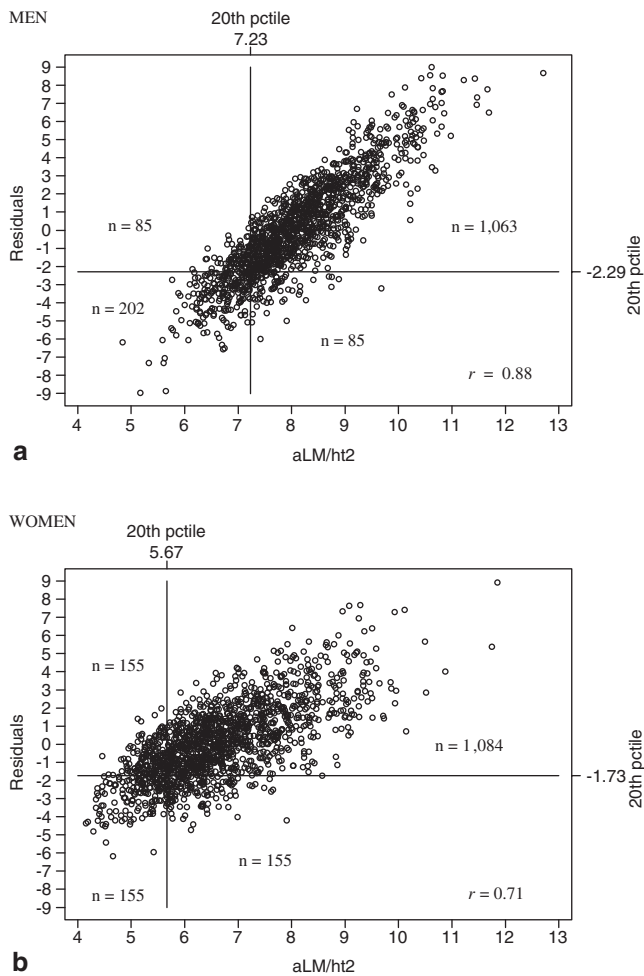 MEN
20th pctile
7.23
9
8
7
6
5
4
3
2
1
0
-1
-2
-3
-4
-5
-6
-7
-8
-9
Residuals
n = 85
n = 1,063
n = 202
n = 85
r = 0.88
-2.29
20th pctile
4 5 6 7 8 9 10 11 12 13
aLM/ht2
a
WOMEN
20th pctile
5.67
9
8
7
6
5
4
3
2
1
0
-1
-2
-3
-4
-5
-6
-7
-8
-9
Residuals
n = 155
n = 1,084
n = 155
n = 155
r = 0.71
-1.73
20th pctile
4 5 6 7 8 9 10 11 12 13
aLM/ht2
b